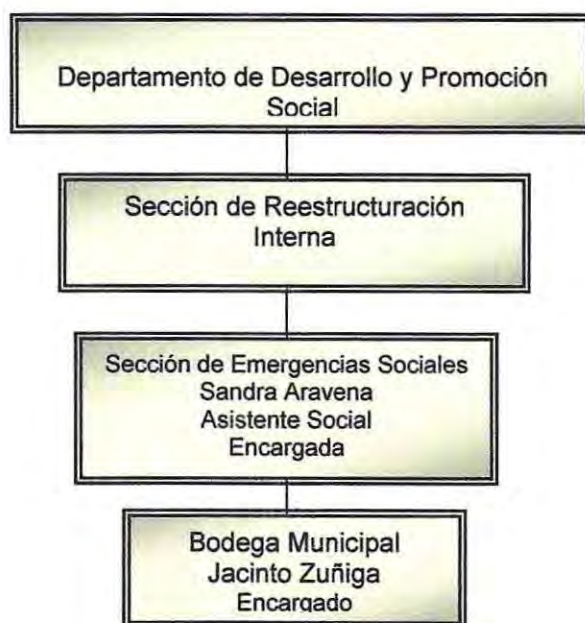 Departamento de Desarrollo y Promoción
Social
Sección de Reestructuración
Interna
Sección de Emergencias Sociales
Sandra Aravena
Asistente Social
Encargada
Bodega Municipal
Jacinto Zuñiga
Encargado